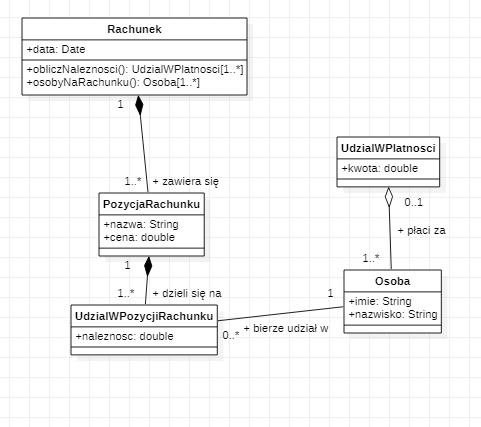 Rachunek
+data: Date
+obliczNaleznosci(): UdzialWPlatnosci[1..*]
+osobyNaRachunku(): Osoba[1..*]
1
1..*
+ zawiera się
UdzialWPlatnosci
+kwota: double
0..1
+ płaci za
1..*
PozycjaRachunku
+nazwa: String
+cena: double
1
1..*
+ dzieli się na
UdzialWPozycjiRachunku
+naleznosc: double
0..*
+ bierze udział w
1
Osoba
+imie: String
+nazwisko: String